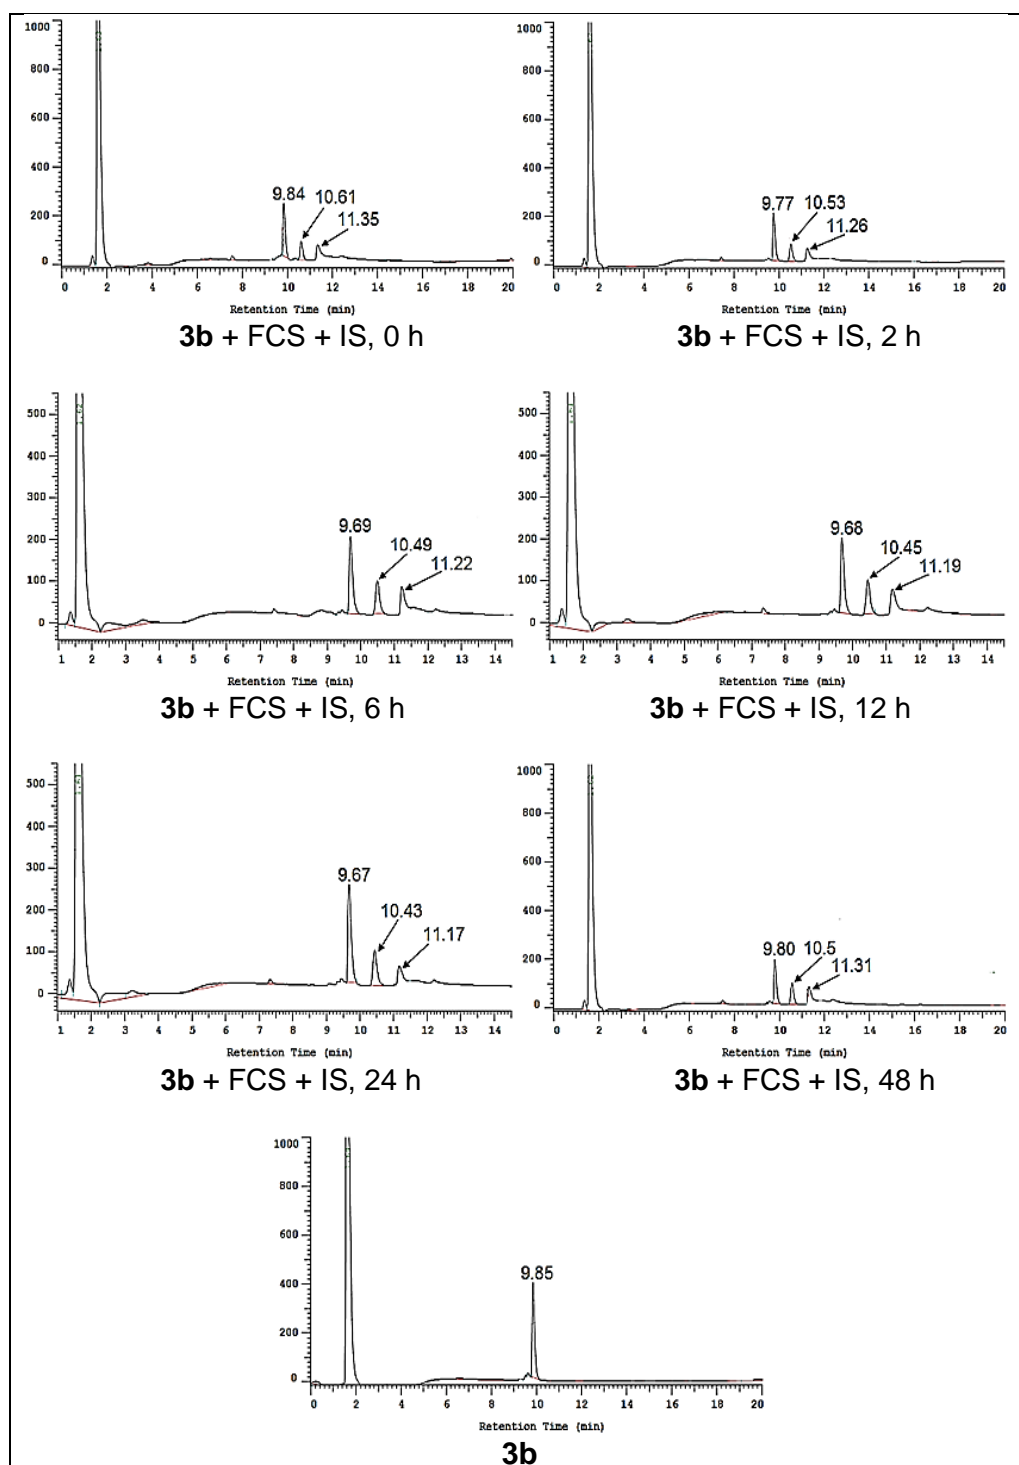 1000
800
600
400
200
0
9.84
10.61
11.35
0 2 4 6 8 10 12 14 16 18 20
Retention Time (min)
3b + FCS + IS, 0 h
1000
800
600
400
200
0
9.77
10.53
11.26
0 2 4 6 8 10 12 14 16 18 20
Retention Time (min)
3b + FCS + IS, 2 h
500
400
300
200
100
0
9.69
10.49
11.22
1 2 3 4 5 6 7 8 9 10 11 12 13 14
Retention Time (min)
3b + FCS + IS, 6 h
500
400
300
200
100
0
9.68
10.45
11.19
1 2 3 4 5 6 7 8 9 10 11 12 13 14
Retention Time (min)
3b + FCS + IS, 12 h
500
400
300
200
100
0
9.67
10.43
11.17
1 2 3 4 5 6 7 8 9 10 11 12 13 14
Retention Time (min)
3b + FCS + IS, 24 h
1000
800
600
400
200
0
9.80
10.5
11.31
0 2 4 6 8 10 12 14 16 18 20
Retention Time (min)
3b + FCS + IS, 48 h
1000
800
600
400
200
0
9.85
0 2 4 6 8 10 12 14 16 18 20
Retention Time (min)
3b